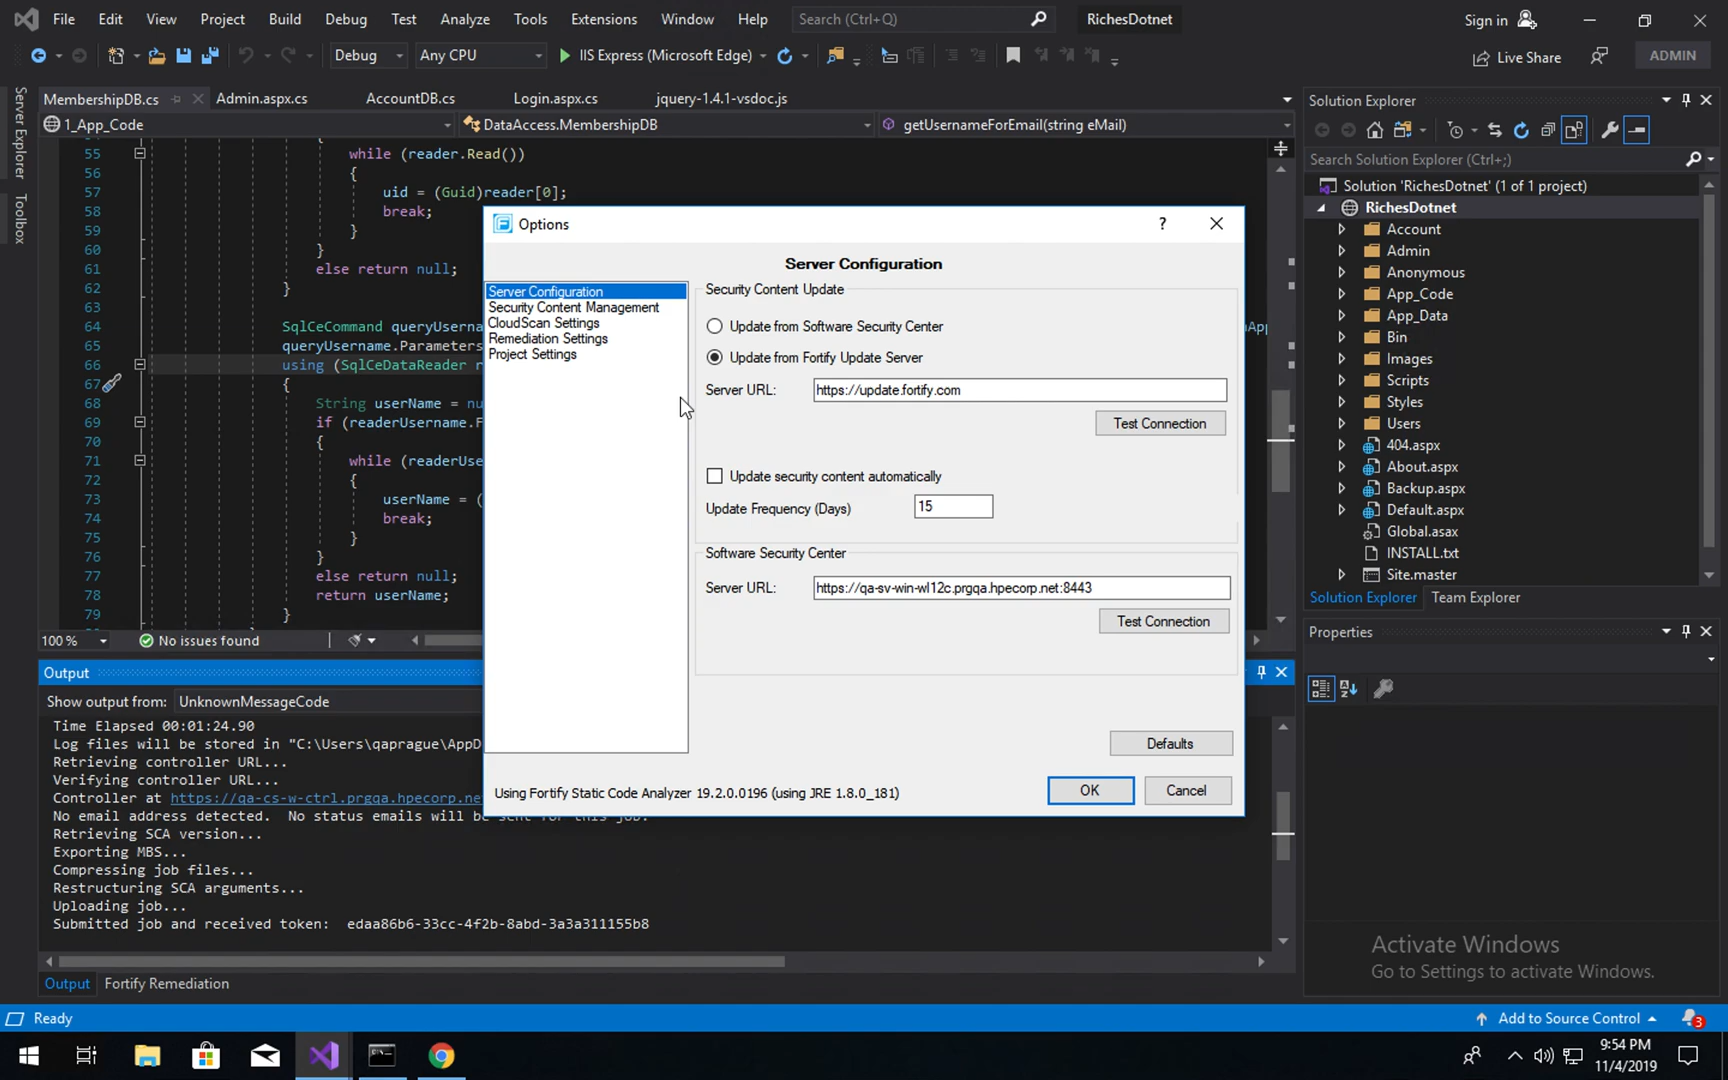 File Edit View Project Build Debug Test Analyze Tools Extensions Window Help Search (Ctrl+Q) RichesDotnet Sign in
Debug Any CPU IIS Express (Microsoft Edge) Live Share ADMIN
Server Explorer
Toolbox
MembershipDB.cs Admin.aspx.cs AccountDB.cs Login.aspx.cs jquery-1.4.1-vsdoc.js
1_App_Code DataAccess.MembershipDB getUsernameForEmail(string eMail)
55 while (reader.Read())
56 {
57 uid = (Guid)reader[0];
58 break;
59 }
60 }
61 else return null;
62 }
63
64 SqlCeCommand queryUserna
65 queryUsername.Parameters
66 using (SqlCeDataReader r
67 {
68 String userName = nu
69 if (readerUsername.F
70 {
71 while (readerUse
72 {
73 userName = (
74 break;
75 }
76 }
77 else return null;
78 return userName;
79 }
100 % No issues found
Options
?
Server Configuration
Server Configuration
Security Content Management
CloudScan Settings
Remediation Settings
Project Settings
Security Content Update
Update from Software Security Center
Update from Fortify Update Server
Server URL: https://update.fortify.com
Test Connection
Update security content automatically
Update Frequency (Days) 15
Software Security Center
Server URL: https://qa-sv-win-wl12c.prgqa.hpecorp.net:8443
Test Connection
Defaults
Using Fortify Static Code Analyzer 19.2.0.0196 (using JRE 1.8.0_181)
OK Cancel
Output
Show output from: UnknownMessageCode
Time Elapsed 00:01:24.90
Log files will be stored in "C:\Users\qaprague\AppD
Retrieving controller URL...
Verifying controller URL...
Controller at https://qa-cs-w-ctrl.prgqa.hpecorp.ne
No email address detected. No status emails will be sent for this job.
Retrieving SCA version...
Exporting MBS...
Compressing job files...
Restructuring SCA arguments...
Uploading job...
Submitted job and received token: edaa86b6-33cc-4f2b-8abd-3a3a311155b8
Output Fortify Remediation
Solution Explorer
Search Solution Explorer (Ctrl+;)
Solution 'RichesDotnet' (1 of 1 project)
RichesDotnet
Account
Admin
Anonymous
App_Code
App_Data
Bin
Images
Scripts
Styles
Users
404.aspx
About.aspx
Backup.aspx
Default.aspx
Global.asax
INSTALL.txt
Site.master
Solution Explorer Team Explorer
Properties
Activate Windows
Go to Settings to activate Windows.
Ready Add to Source Control 3
9:54 PM
11/4/2019